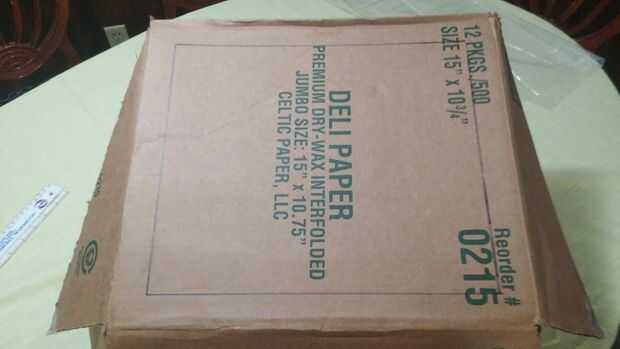 12 PKGS./500
SIZE 15" x 10¾"
DELI PAPER
PREMIUM DRY-WAX INTERFOLDED
JUMBO SIZE: 15" x 10.75"
CELTIC PAPER, LLC
Reorder #
0215